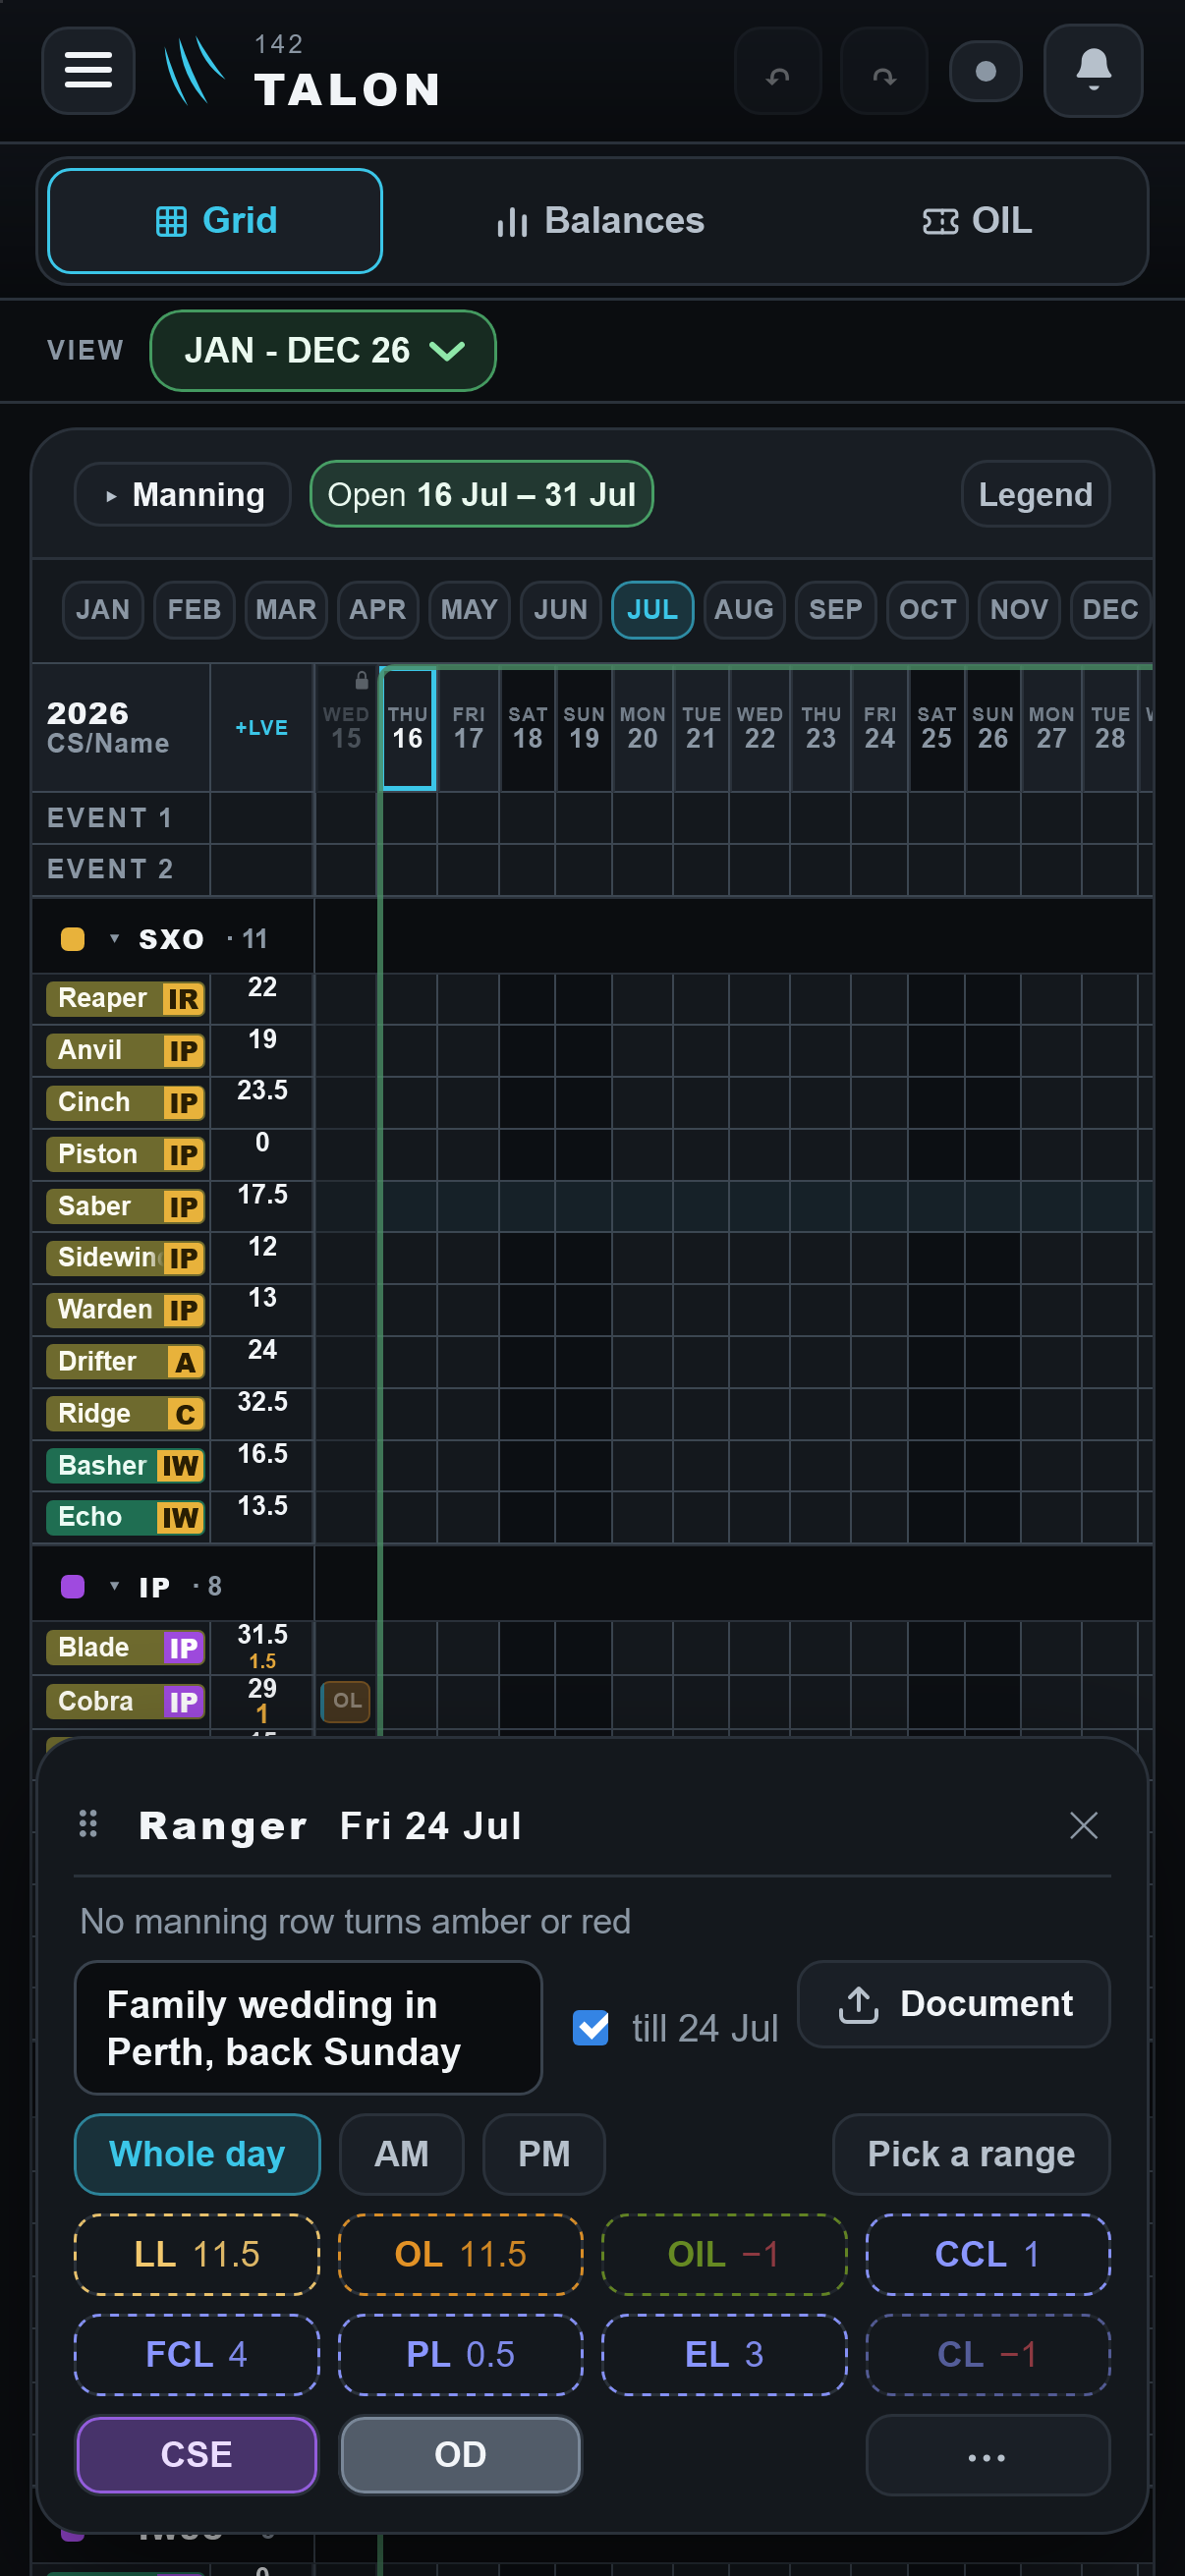 142
TALON
Grid
Balances
OIL
VIEW
JAN - DEC 26
Manning
Open 16 Jul – 31 Jul
Legend
JAN FEB MAR APR MAY JUN JUL AUG SEP OCT NOV DEC
2026
CS/Name
+LVE
WED 15
THU 16
FRI 17
SAT 18
SUN 19
MON 20
TUE 21
WED 22
THU 23
FRI 24
SAT 25
SUN 26
MON 27
TUE 28
EVENT 1
EVENT 2
SXO · 11
Reaper IR 22
Anvil IP 19
Cinch IP 23.5
Piston IP 0
Saber IP 17.5
Sidewin IP 12
Warden IP 13
Drifter A 24
Ridge C 32.5
Basher IW 16.5
Echo IW 13.5
IP · 8
Blade IP 31.5
1.5
Cobra IP 29 OL
1
Ranger Fri 24 Jul
No manning row turns amber or red
Family wedding in
Perth, back Sunday
till 24 Jul
Document
Whole day AM PM Pick a range
LL 11.5 OL 11.5 OIL −1 CCL 1
FCL 4 PL 0.5 EL 3 CL −1
CSE OD ...